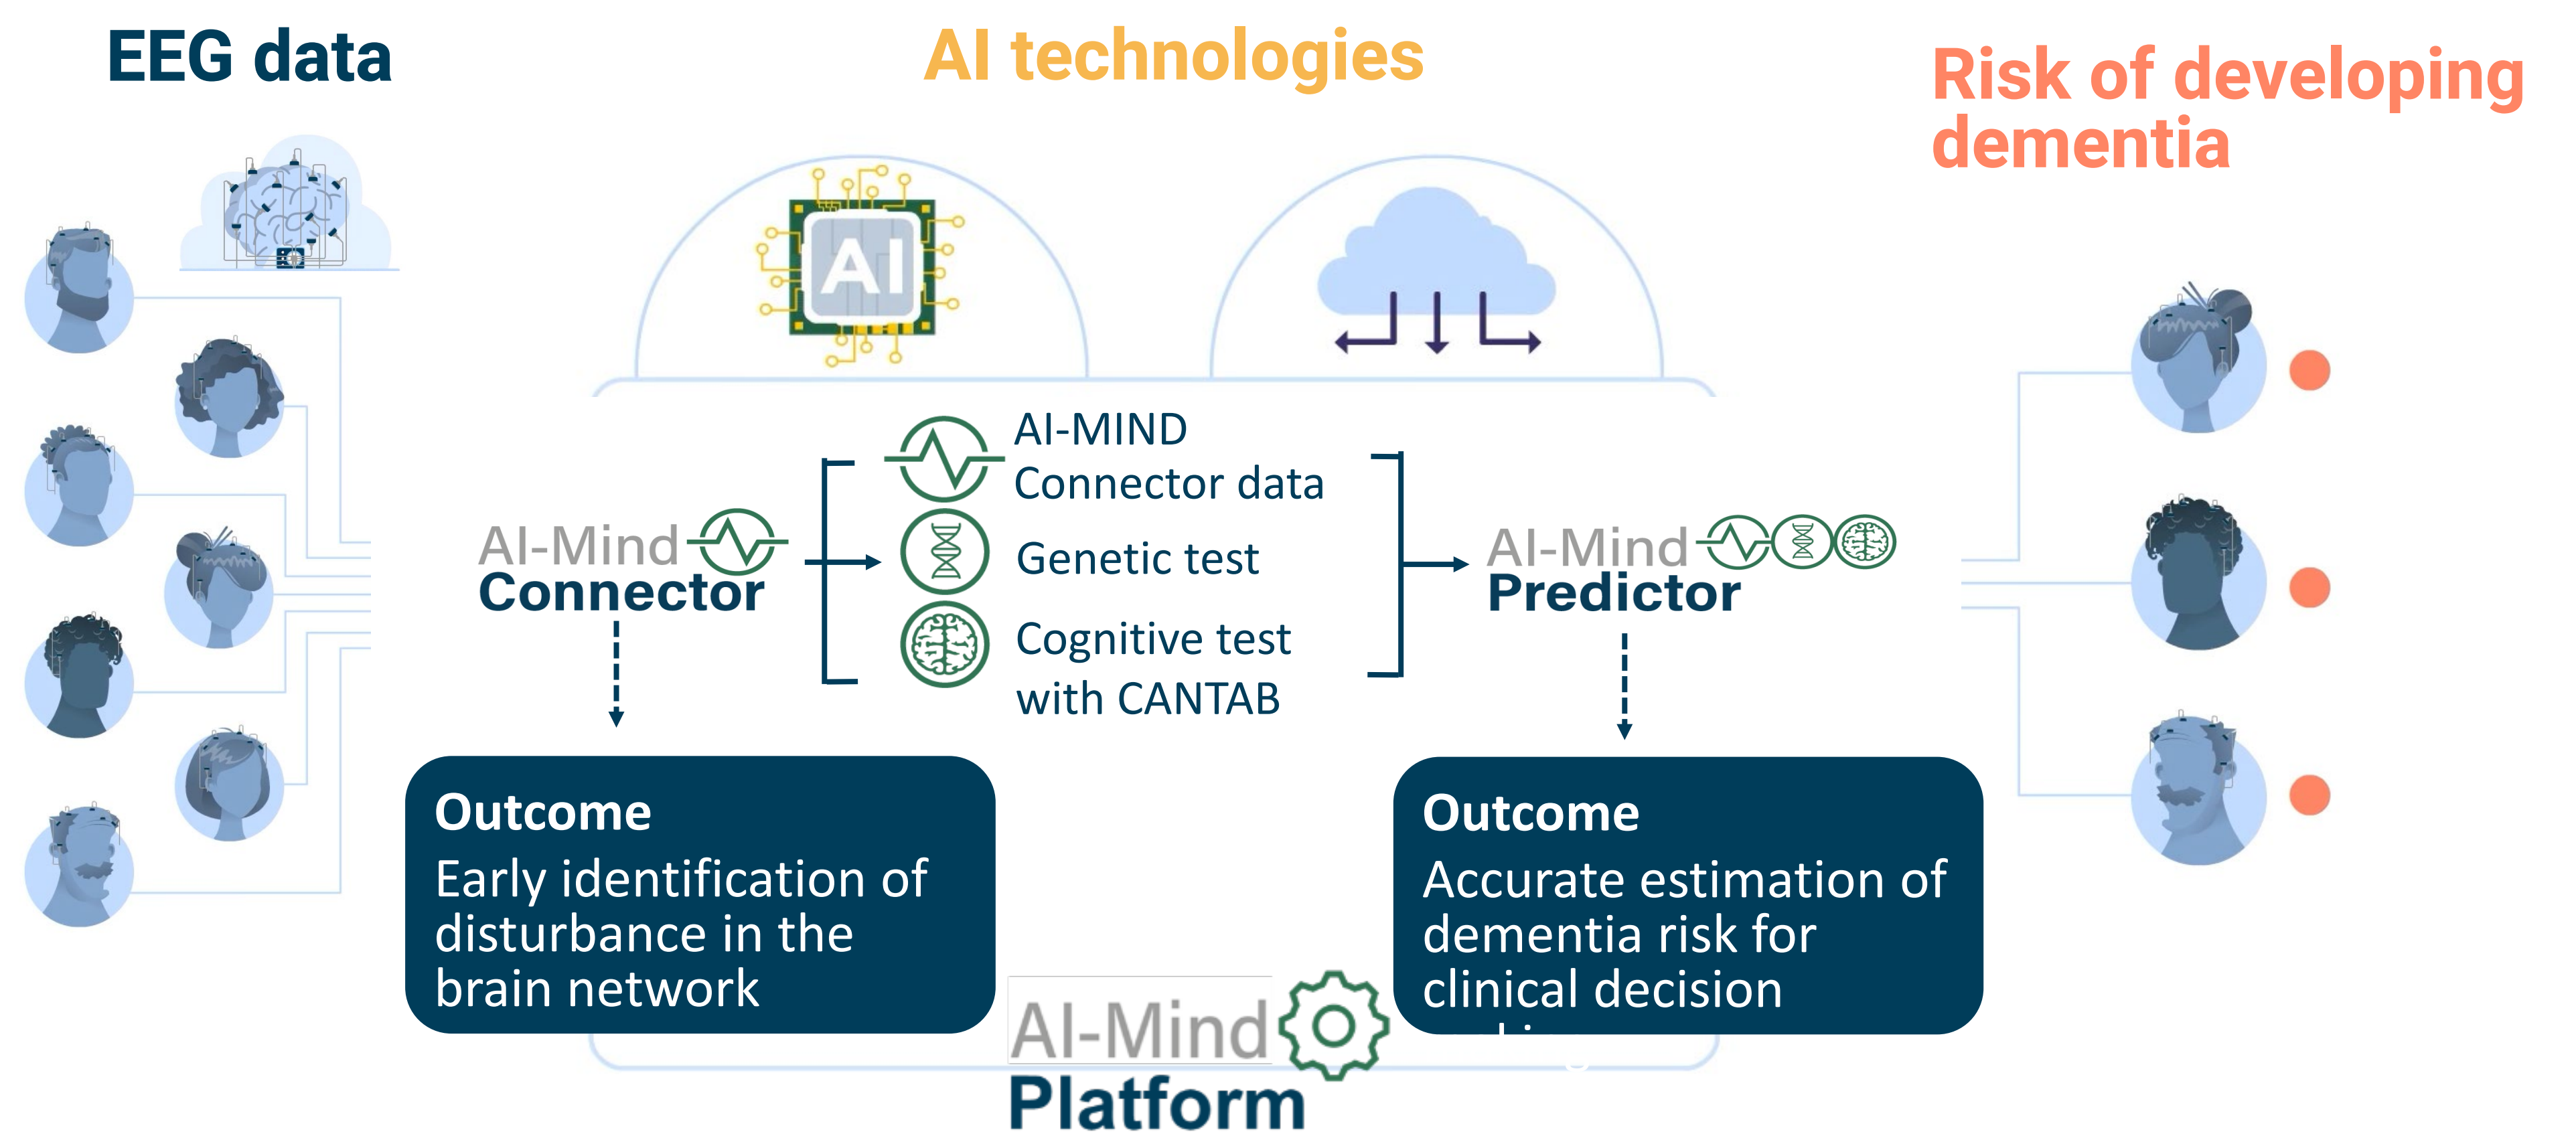 EEG data
AI technologies
Risk of developing
dementia
AI
AI-MIND
Connector data
Genetic test
Cognitive test
with CANTAB
AI-Mind
Connector
AI-Mind
Predictor
Outcome
Early identification of
disturbance in the
brain network
Outcome
Accurate estimation of
dementia risk for
clinical decision
AI-Mind
Platform